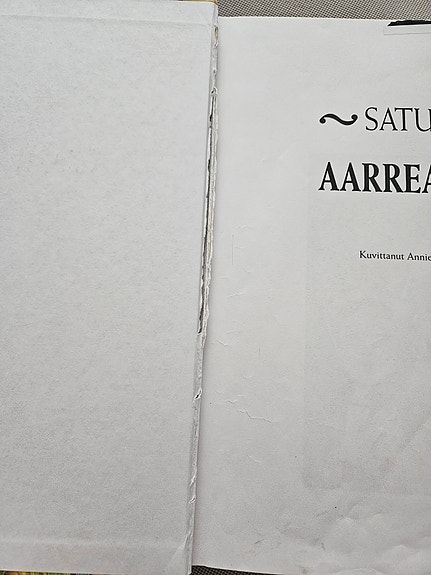 ~ SATU
AARREA
Kuvittanut Annie